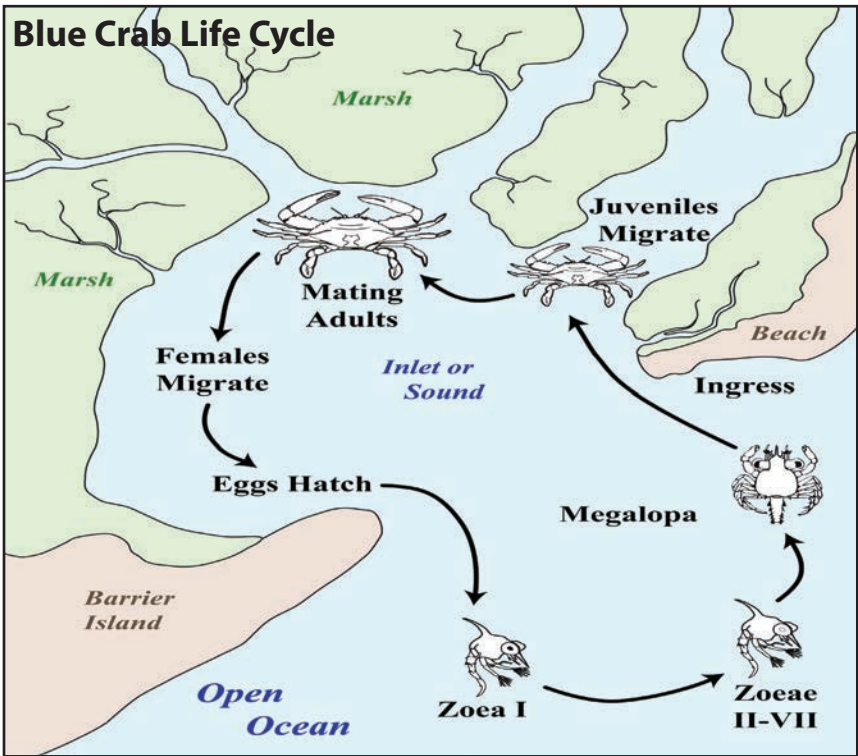 Blue Crab Life Cycle
Marsh
Juveniles
Migrate
Marsh
Mating
Adults
Beach
Females
Migrate
Inlet or
Sound
Ingress
Eggs Hatch
Megalopa
Barrier
Island
Open
Ocean
Zoea I
Zoeae
II-VII